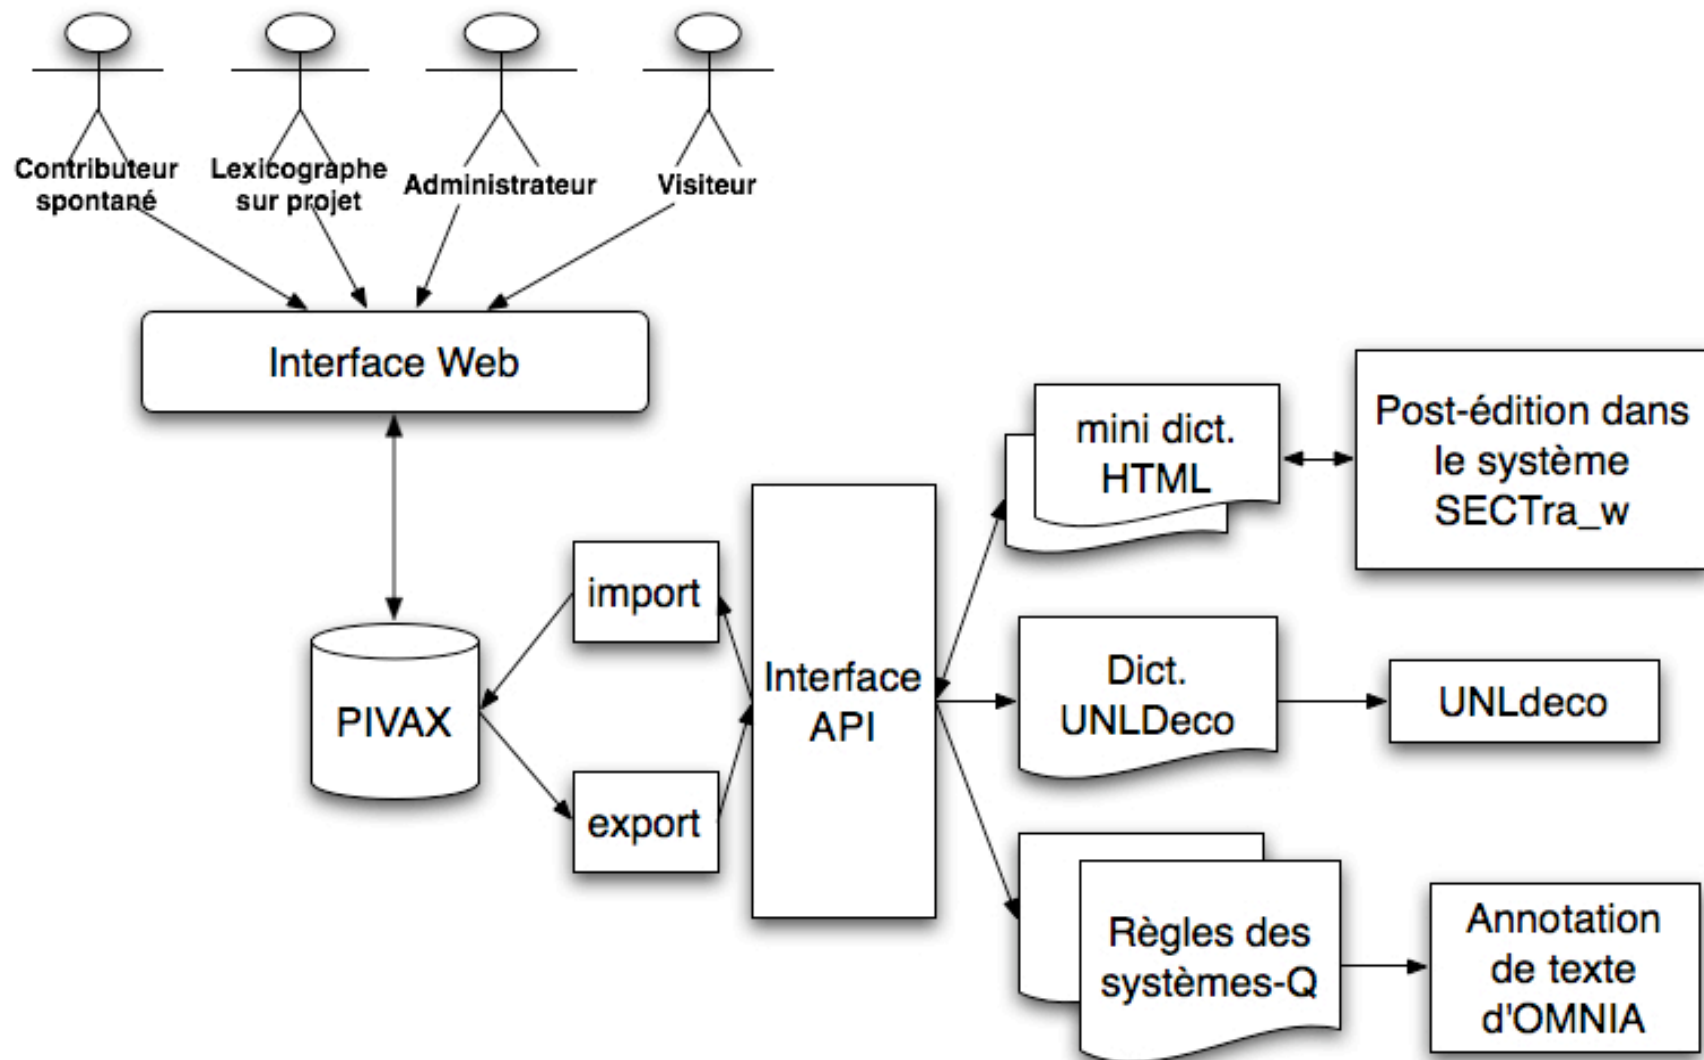 Contributeur
spontané
Lexicographe
sur projet
Administrateur
Visiteur
Interface Web
mini dict.
HTML
Post-édition dans
le système
SECTra_w
import
Interface
API
Dict.
UNLDeco
UNLdeco
PIVAX
export
Règles des
systèmes-Q
Annotation
de texte
d'OMNIA